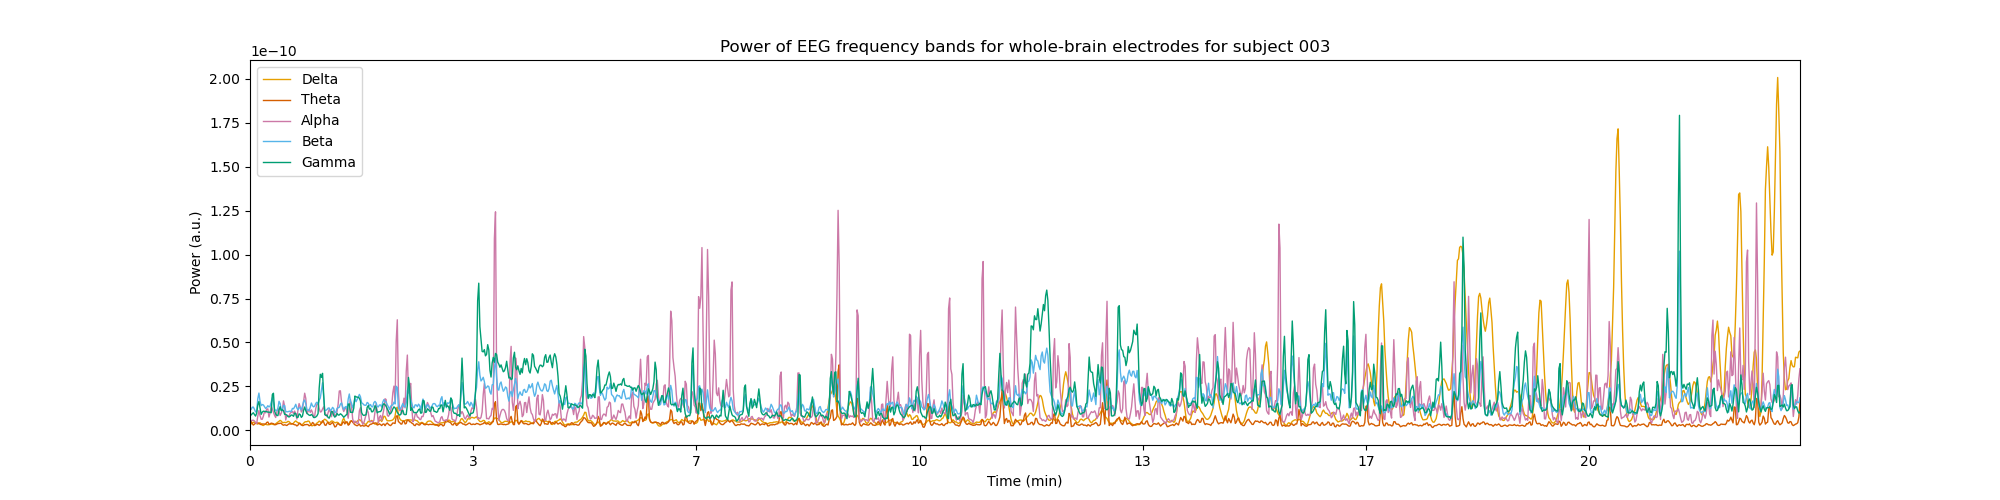 Power of EEG frequency bands for whole-brain electrodes for subject 003
1e−10
2.00
1.75
1.50
1.25
1.00
0.75
0.50
0.25
0.00
Power (a.u.)
Delta
Theta
Alpha
Beta
Gamma
0 3 7 10 13 17 20
Time (min)